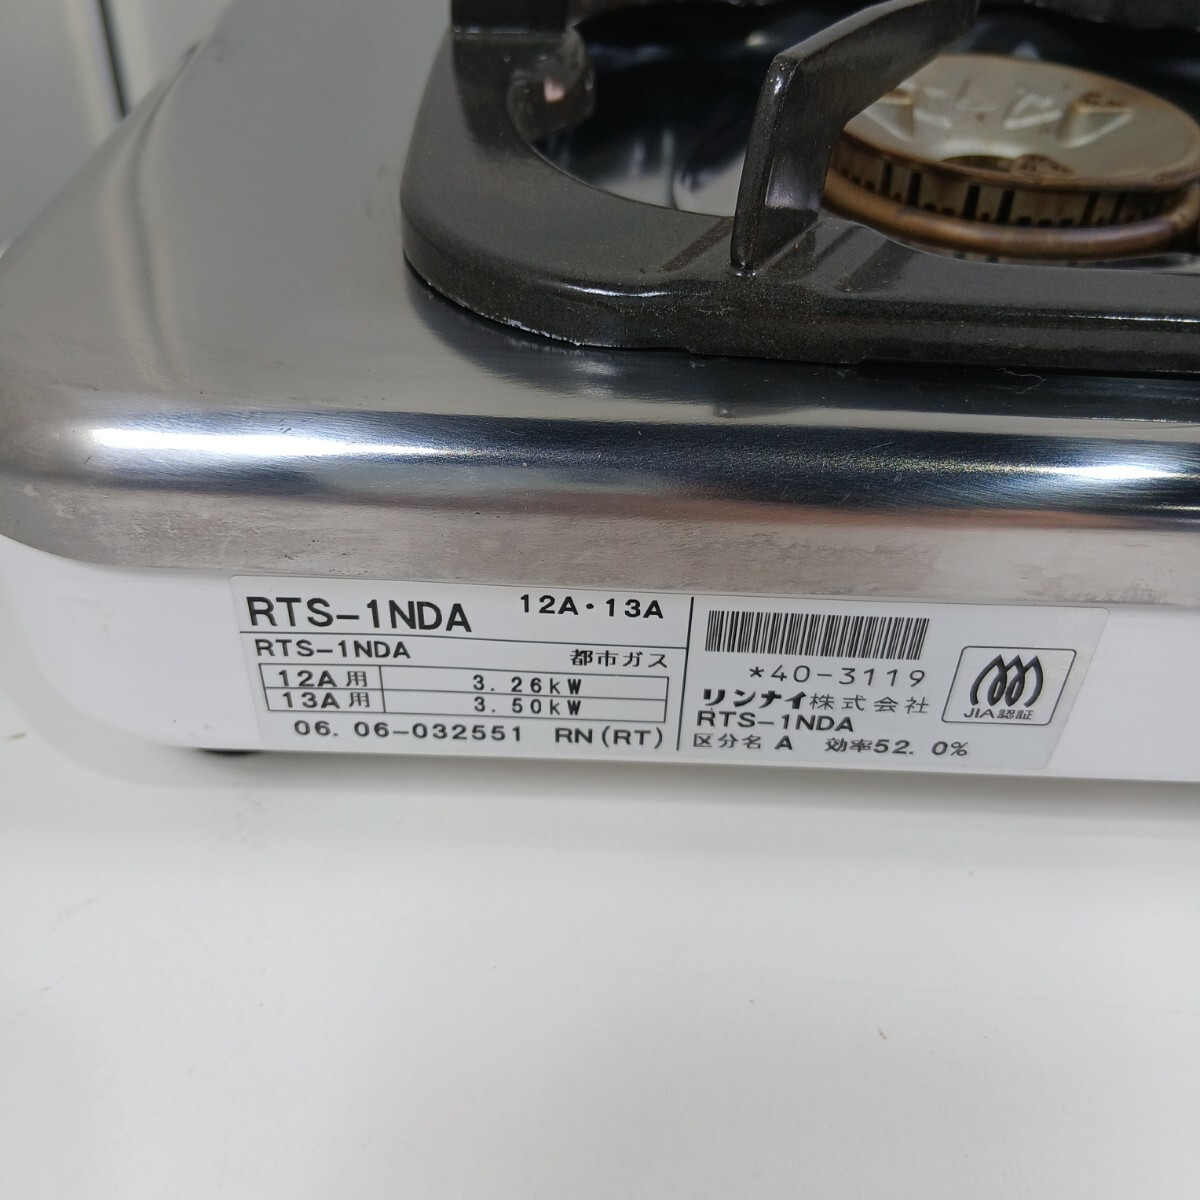 RTS-1NDA 12A・13A
RTS-1NDA 都市ガス
12A用 3.26kW
13A用 3.50kW
06.06-032551 RN(RT)
*40-3119
リンナイ株式会社
RTS-1NDA
区分名 A 効率52.0%
JIA認証